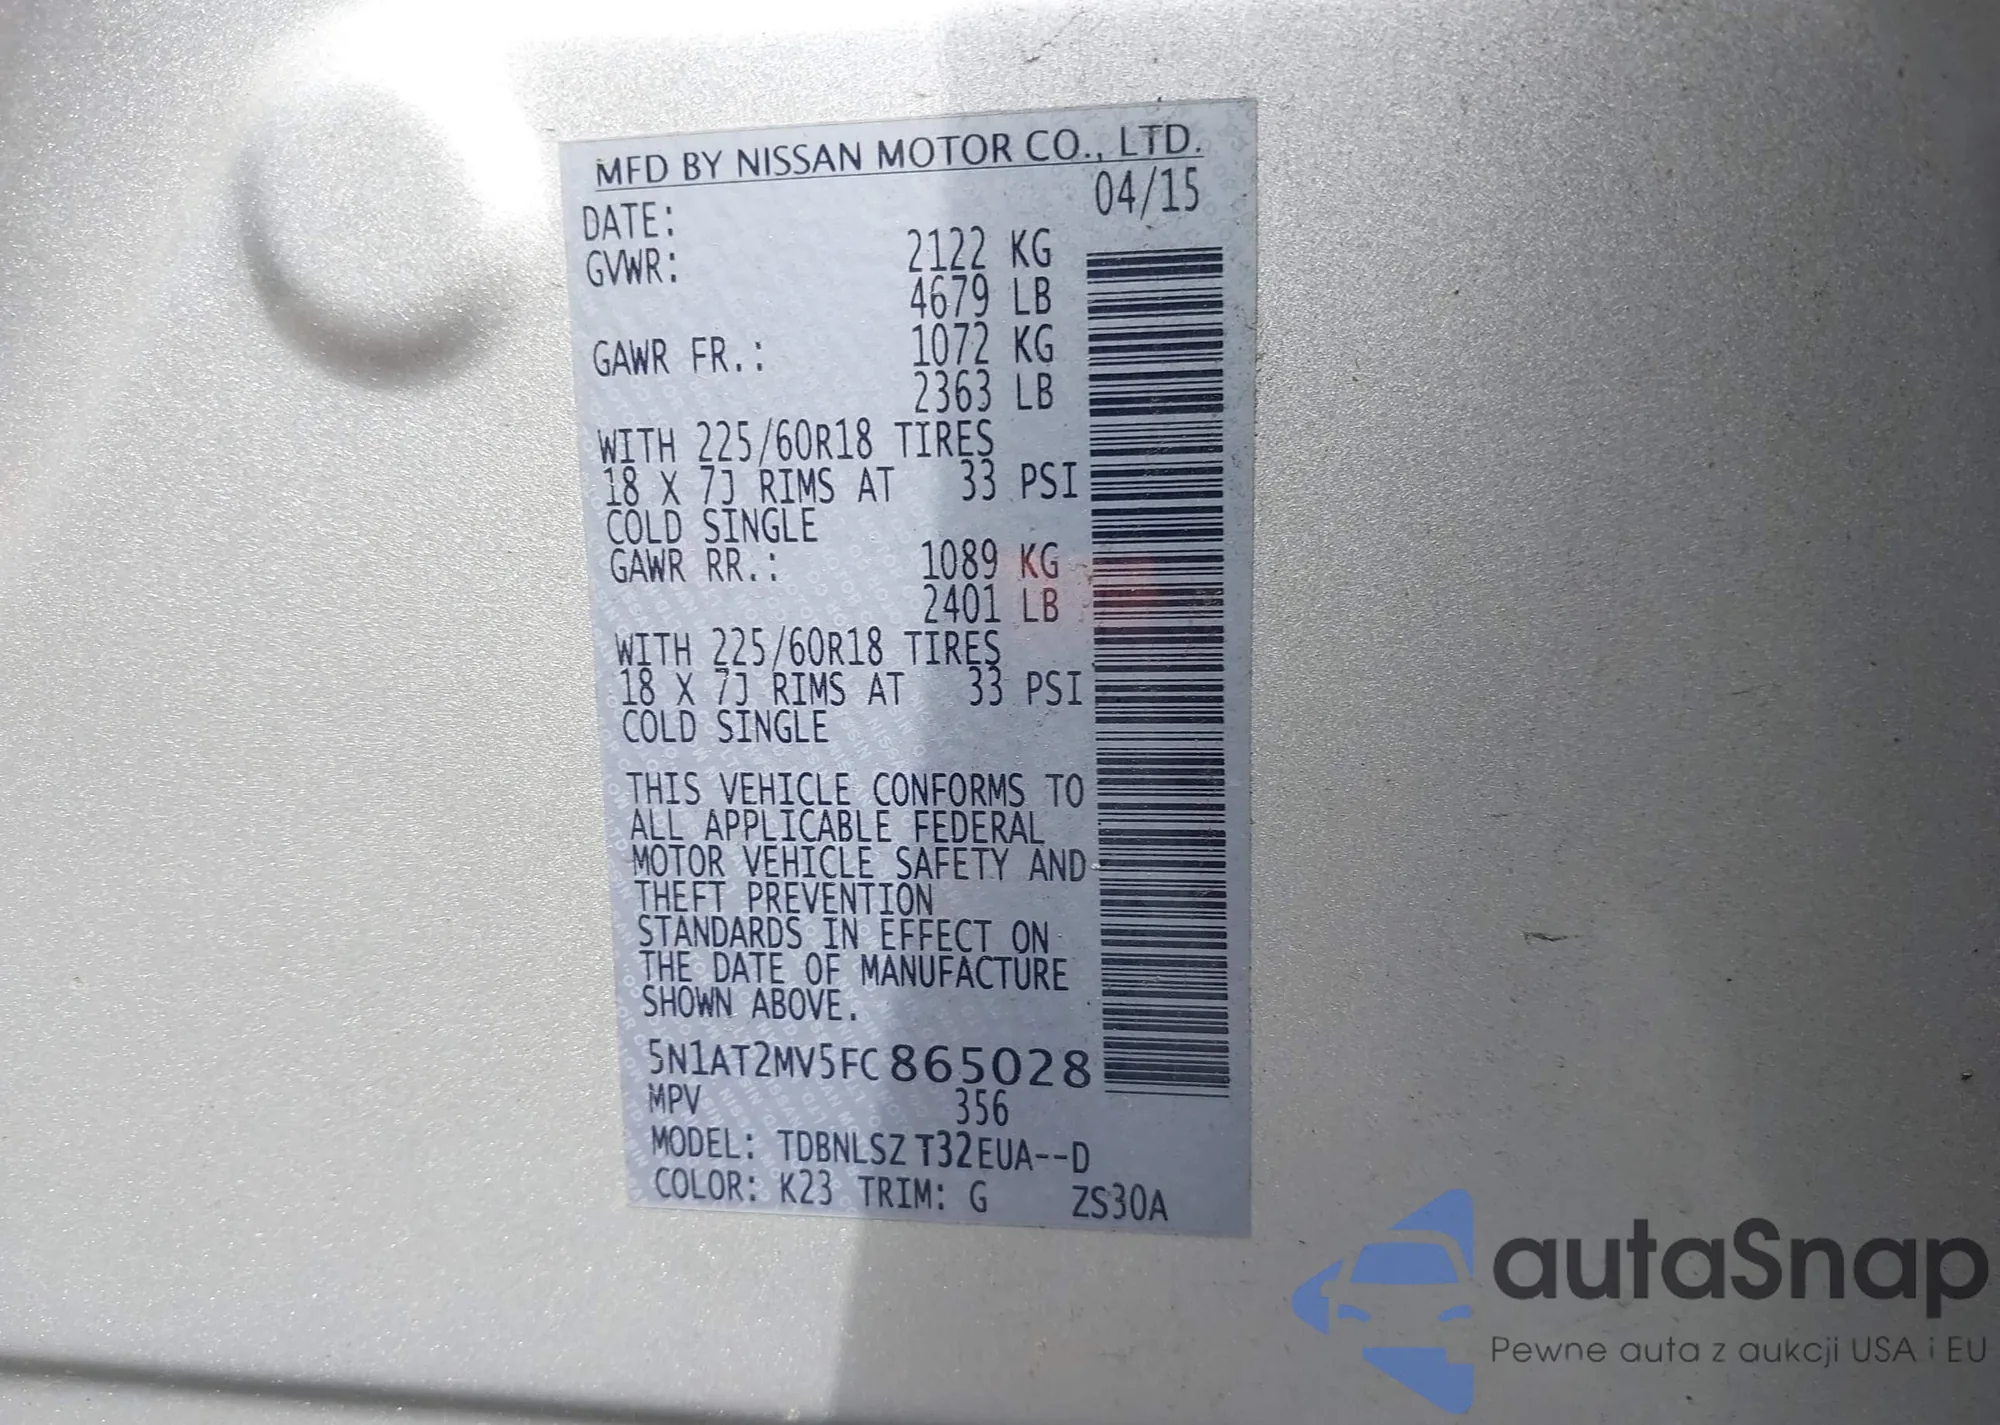 MFD BY NISSAN MOTOR CO., LTD.
DATE: 04/15
GVWR: 2122 KG
4679 LB
GAWR FR.: 1072 KG
2363 LB
WITH 225/60R18 TIRES
18 X 7J RIMS AT 33 PSI
COLD SINGLE
GAWR RR.: 1089 KG
2401 LB
WITH 225/60R18 TIRES
18 X 7J RIMS AT 33 PSI
COLD SINGLE
THIS VEHICLE CONFORMS TO
ALL APPLICABLE FEDERAL
MOTOR VEHICLE SAFETY AND
THEFT PREVENTION
STANDARDS IN EFFECT ON
THE DATE OF MANUFACTURE
SHOWN ABOVE.
5N1AT2MV5FC865028
MPV 356
MODEL: TDBNLSZ T32EUA--D
COLOR: K23 TRIM: G ZS30A
autaSnap
Pewne auta z aukcji USA i EU